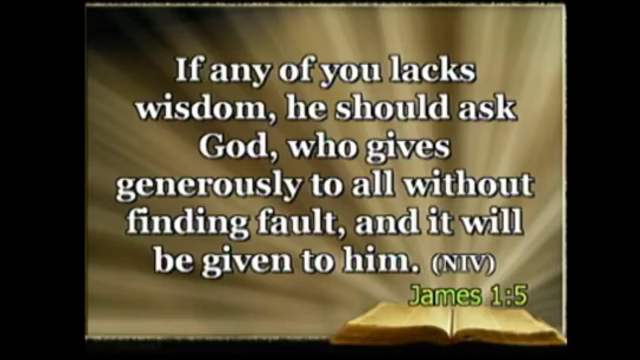 If any of you lacks
wisdom, he should ask
God, who gives
generously to all without
finding fault, and it will
be given to him. (NIV)
James 1:5